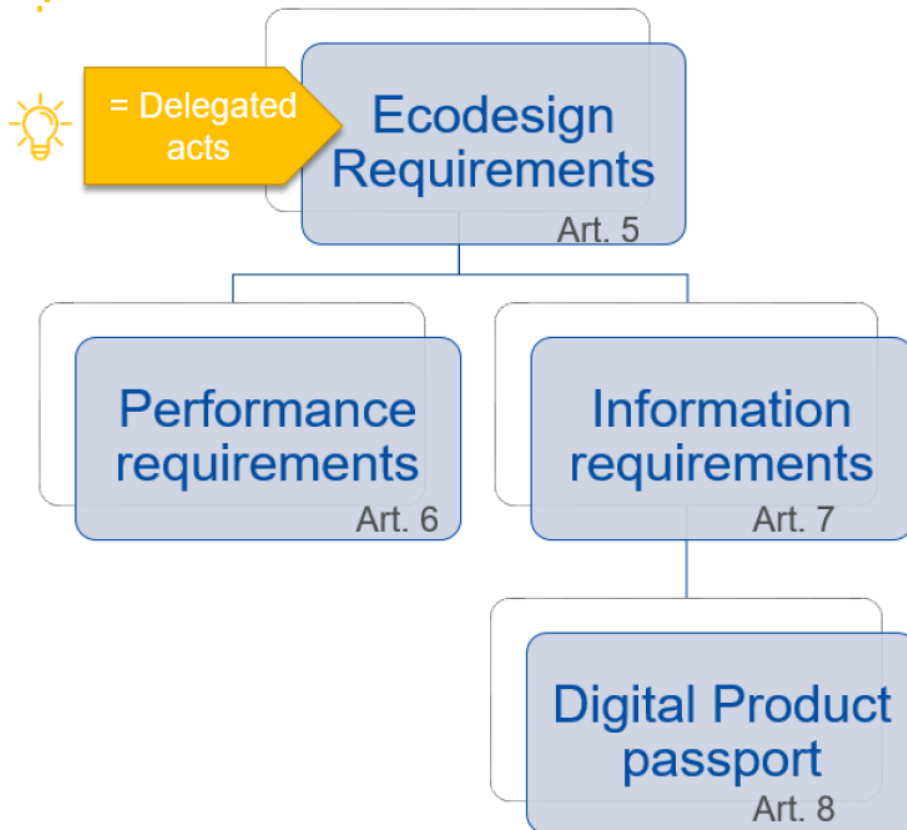 = Delegated
acts
Ecodesign
Requirements
Art. 5
Performance
requirements
Art. 6
Information
requirements
Art. 7
Digital Product
passport
Art. 8